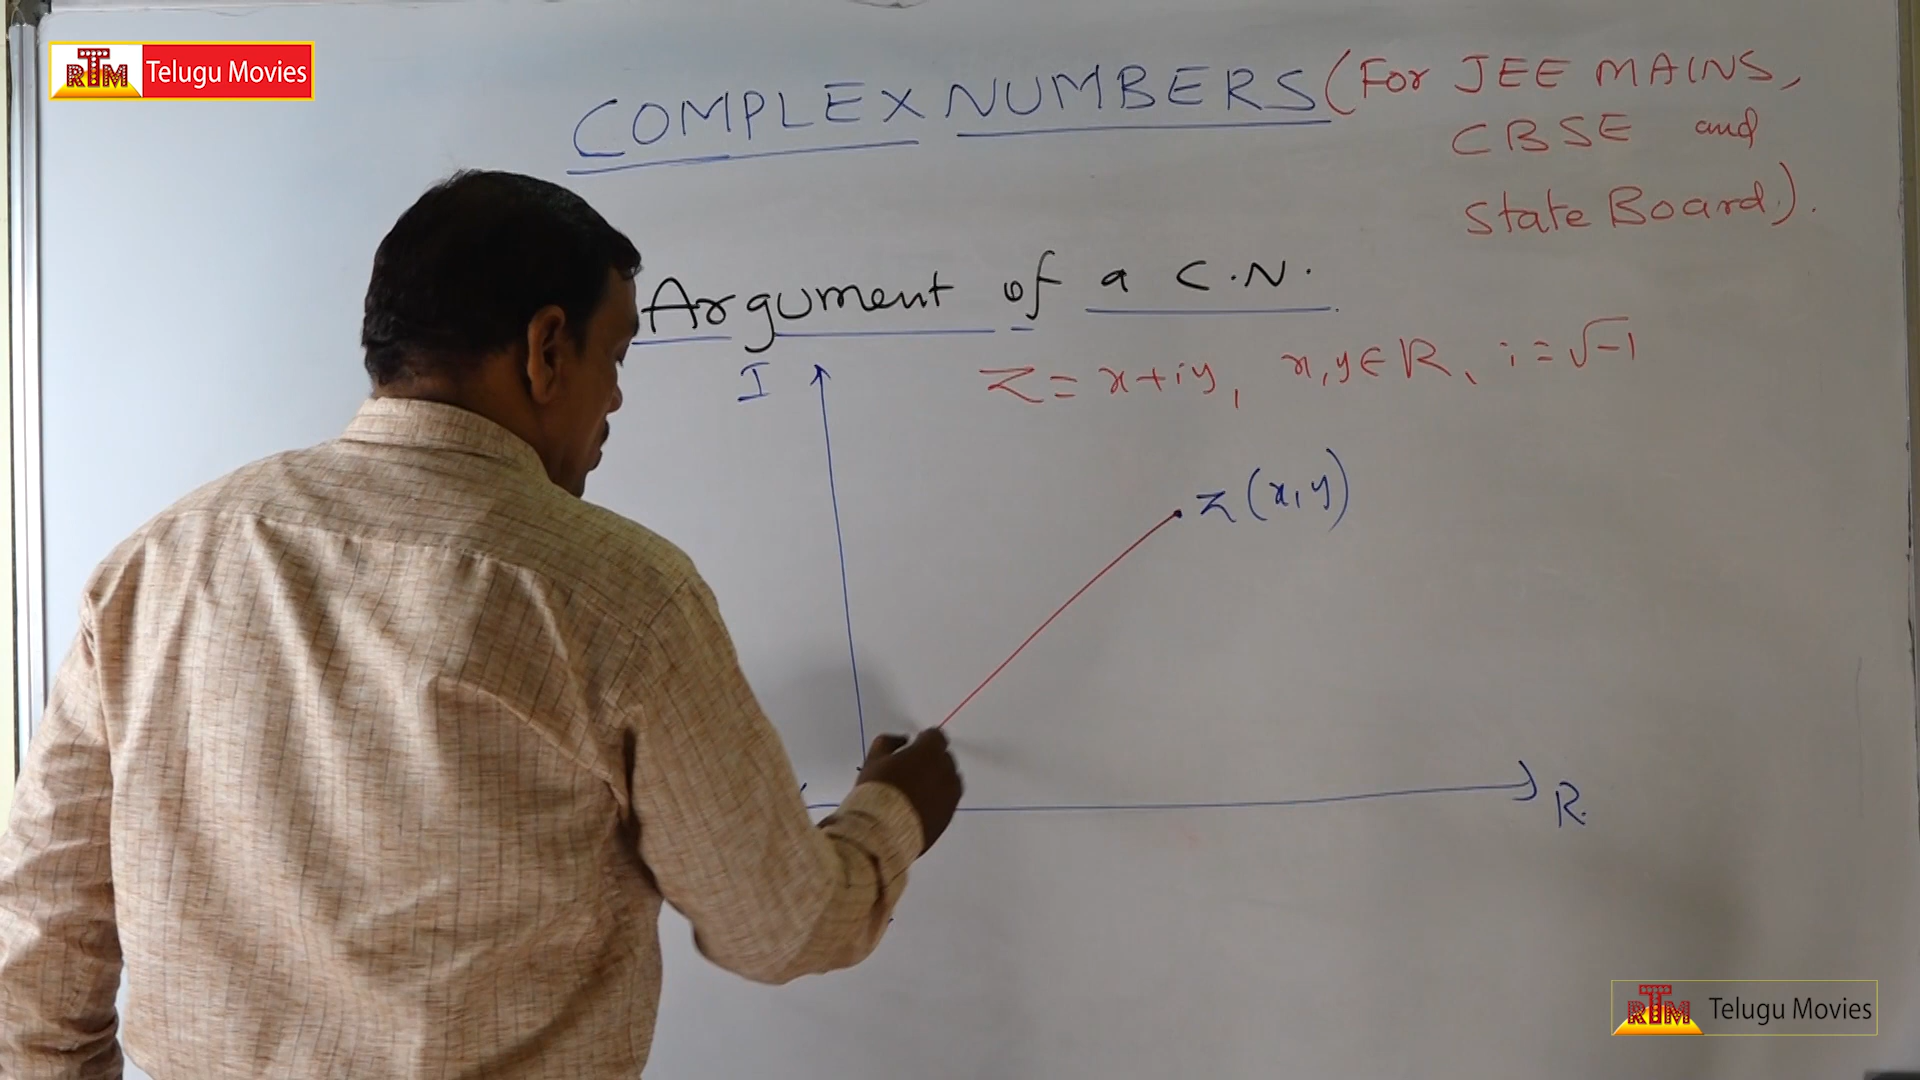 RTM Telugu Movies
COMPLEX NUMBERS (For JEE MAINS,
CBSE and
State Board.).
Argument of a C.N.
I
z = x+iy, x,y ∈ R, i = √-1
z (x,y)
R.
RTM Telugu Movies